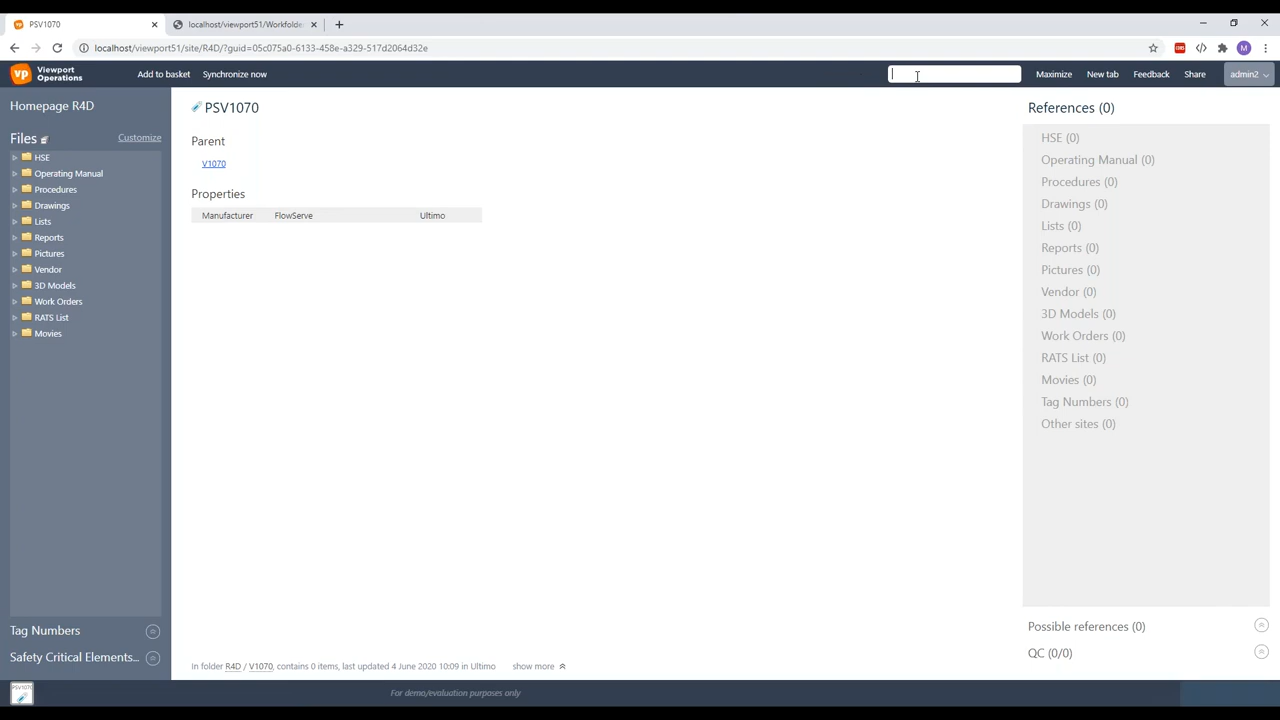 PSV1070
localhost/viewport51/Workfolde
localhost/viewport51/site/R4D/?guid=05c075a0-6133-458e-a329-517d2064d32e
M
vp
Viewport
Operations
Add to basket
Synchronize now
Maximize
New tab
Feedback
Share
admin2
Homepage R4D
Files
Customize
HSE
Operating Manual
Procedures
Drawings
Lists
Reports
Pictures
Vendor
3D Models
Work Orders
RATS List
Movies
Tag Numbers
Safety Critical Elements...
PSV1070
Parent
V1070
Properties
Manufacturer FlowServe Ultimo
In folder R4D / V1070, contains 0 items, last updated 4 June 2020 10:09 in Ultimo show more
References (0)
HSE (0)
Operating Manual (0)
Procedures (0)
Drawings (0)
Lists (0)
Reports (0)
Pictures (0)
Vendor (0)
3D Models (0)
Work Orders (0)
RATS List (0)
Movies (0)
Tag Numbers (0)
Other sites (0)
Possible references (0)
QC (0/0)
PSV1070
For demo/evaluation purposes only